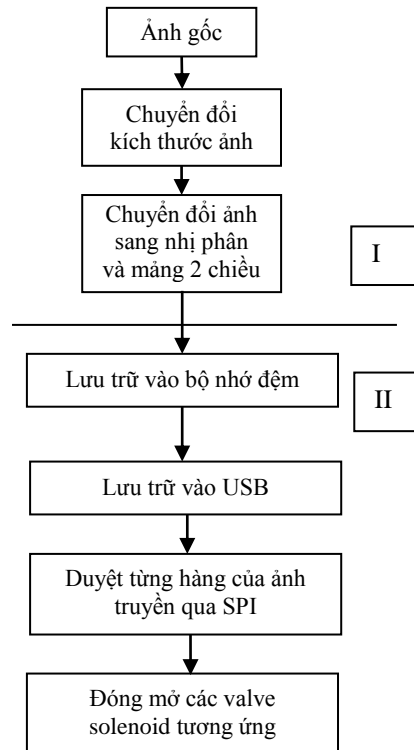 Ảnh gốc
Chuyển đổi
kích thước ảnh
Chuyển đổi ảnh
sang nhị phân
và mảng 2 chiều
I
Lưu trữ vào bộ nhớ đệm
II
Lưu trữ vào USB
Duyệt từng hàng của ảnh
truyền qua SPI
Đóng mở các valve
solenoid tương ứng